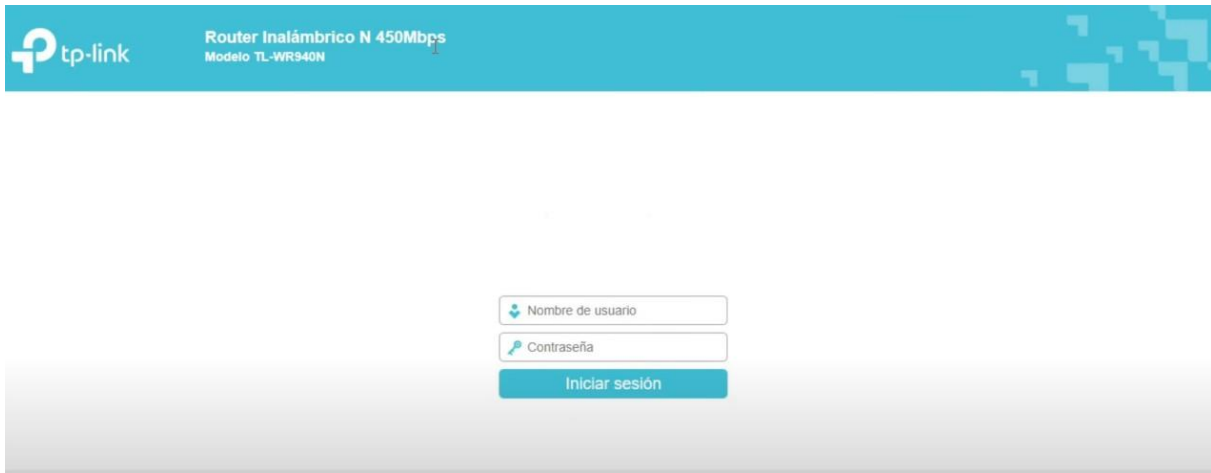 tp-link
Router Inalámbrico N 450Mbps
Modelo TL-WR940N
Nombre de usuario
Contraseña
Iniciar sesión